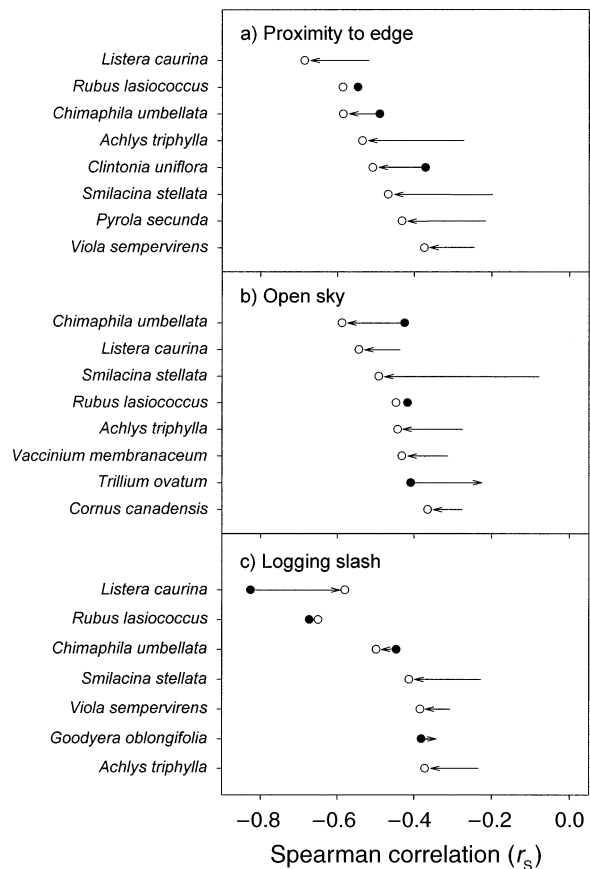 a) Proximity to edge
Listera caurina
Rubus lasiococcus
Chimaphila umbellata
Achlys triphylla
Clintonia uniflora
Smilacina stellata
Pyrola secunda
Viola sempervirens
b) Open sky
Chimaphila umbellata
Listera caurina
Smilacina stellata
Rubus lasiococcus
Achlys triphylla
Vaccinium membranaceum
Trillium ovatum
Cornus canadensis
c) Logging slash
Listera caurina
Rubus lasiococcus
Chimaphila umbellata
Smilacina stellata
Viola sempervirens
Goodyera oblongifolia
Achlys triphylla
−0.8 −0.6 −0.4 −0.2 0.0
Spearman correlation (rS)